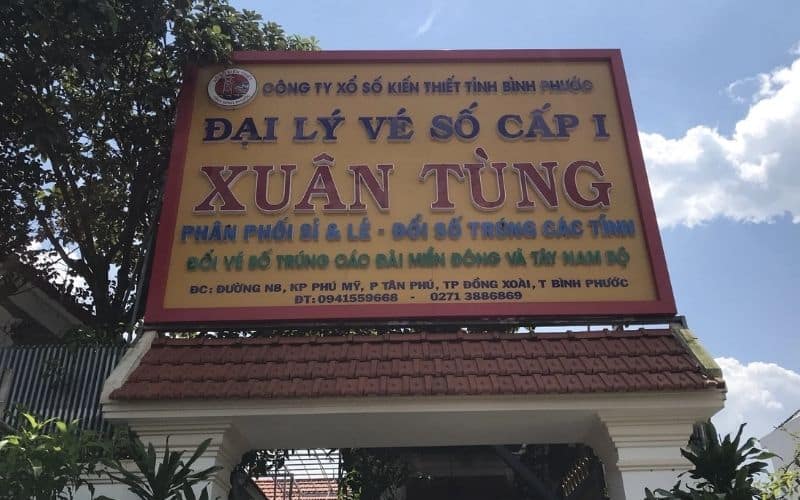 CÔNG TY XỔ SỐ KIẾN THIẾT TỈNH BÌNH PHƯỚC
ĐẠI LÝ VÉ SỐ CẤP I
XUÂN TÙNG
PHÂN PHỐI SỈ & LẺ - ĐỔI SỐ TRÚNG CÁC TỈNH
ĐỔI VÉ SỐ TRÚNG CÁC ĐÀI MIỀN ĐÔNG VÀ TÂY NAM BỘ
ĐC: ĐƯỜNG N8, KP PHÚ MỸ, P TÂN PHÚ, TP ĐỒNG XOÀI, T BÌNH PHƯỚC
ĐT: 0941559668 - 0271 3886869